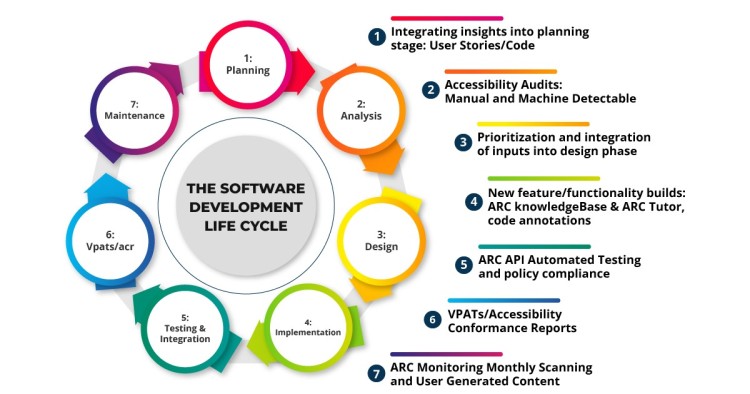 1:
Planning
2:
Analysis
3:
Design
4:
Implementation
5:
Testing &
Integration
6:
Vpats/acr
7:
Maintenance
THE SOFTWARE
DEVELOPMENT
LIFE CYCLE
1 Integrating insights into planning
stage: User Stories/Code
2 Accessibility Audits:
Manual and Machine Detectable
3 Prioritization and integration
of inputs into design phase
4 New feature/functionality builds:
ARC knowledgeBase & ARC Tutor,
code annotations
5 ARC API Automated Testing
and policy compliance
6 VPATs/Accessibility
Conformance Reports
7 ARC Monitoring Monthly Scanning
and User Generated Content